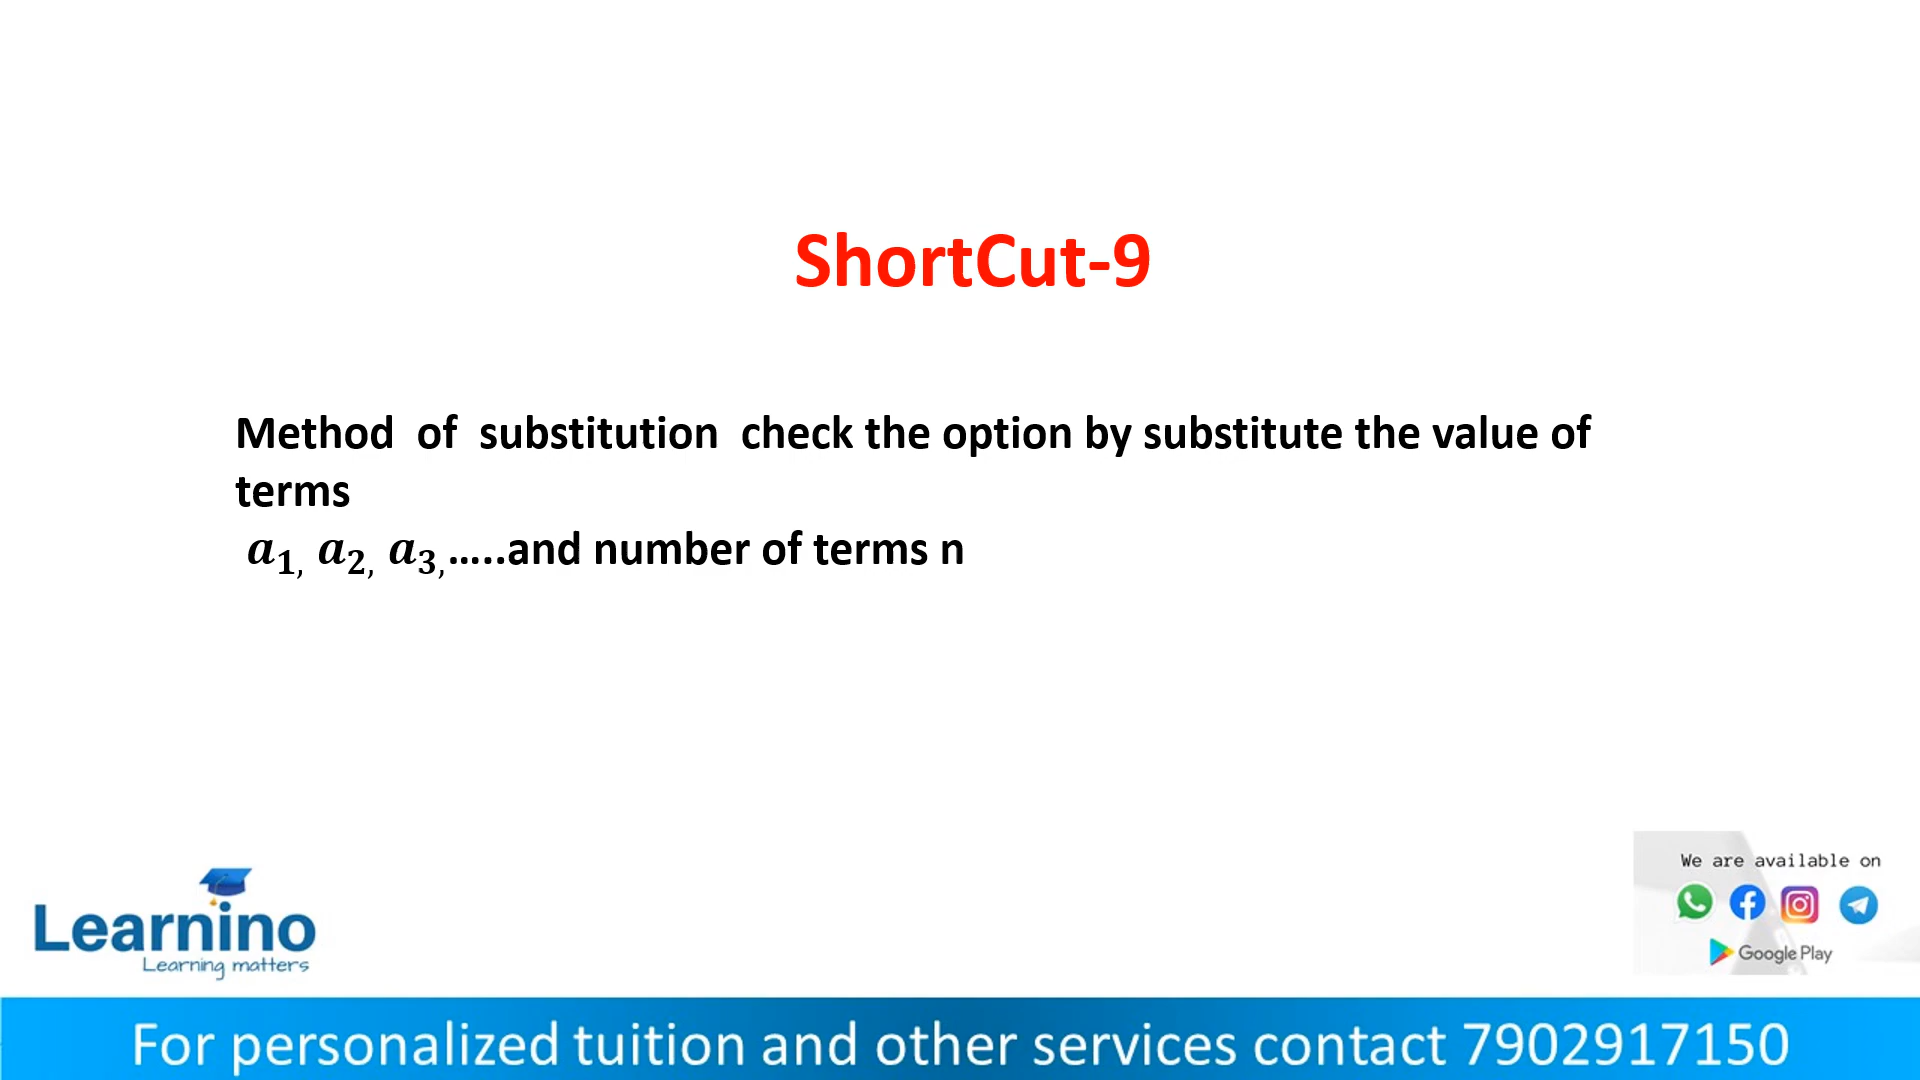 ShortCut-9
Method of substitution check the option by substitute the value of
terms
a₁, a₂, a₃,…..and number of terms n
We are available on
Google Play
Learnino
Learning matters
For personalized tuition and other services contact 7902917150